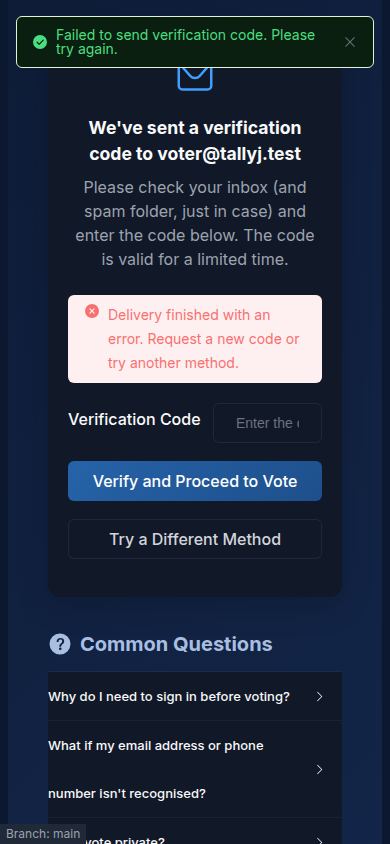 Failed to send verification code. Please
try again.
We've sent a verification
code to voter@tallyj.test
Please check your inbox (and
spam folder, just in case) and
enter the code below. The code
is valid for a limited time.
Delivery finished with an
error. Request a new code or
try another method.
Verification Code
Enter the
Verify and Proceed to Vote
Try a Different Method
Common Questions
Why do I need to sign in before voting?
What if my email address or phone
number isn't recognised?
vote private?
Branch: main